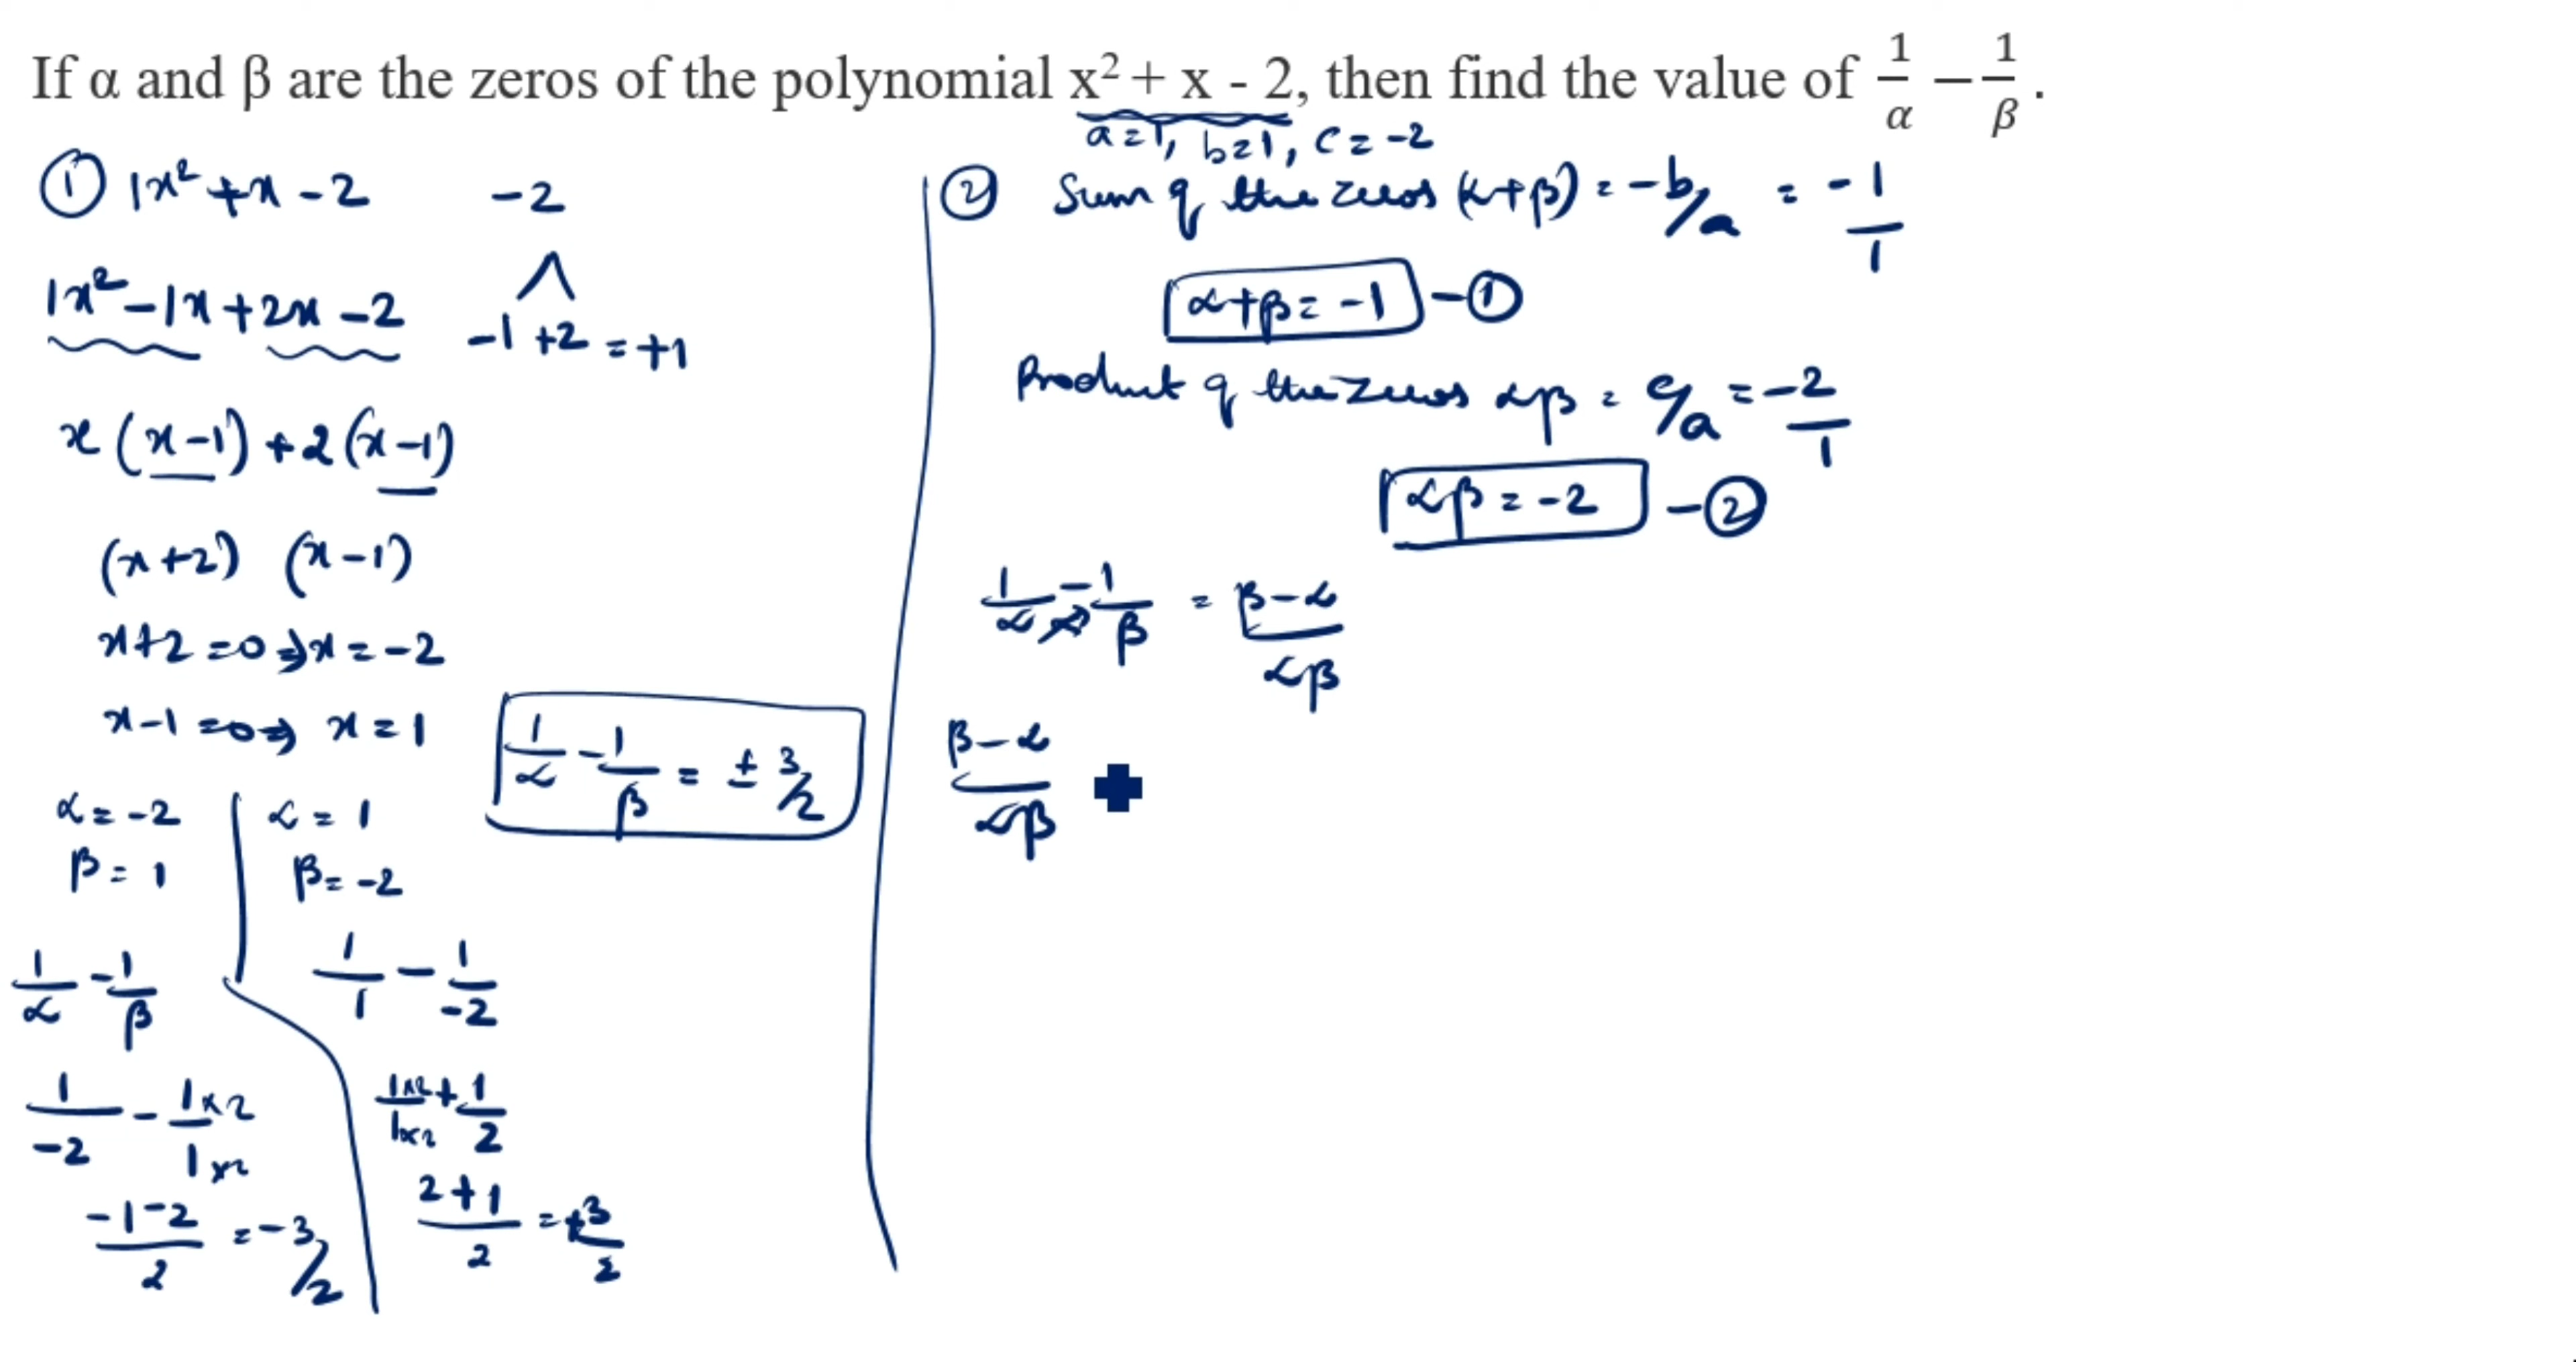 If α and β are the zeros of the polynomial x² + x - 2, then find the value of 1/α − 1/β .
a=1, b=1, c = -2
① 1x² + x - 2
-2
1x² - 1x + 2x - 2
-1 +2 = +1
x (x-1) + 2 (x-1)
(x+2) (x-1)
x+2 =0 ⇒ x = -2
x-1 =0 ⇒ x = 1
α = -2
β = 1
α = 1
β = -2
1/α - 1/β = ± 3/2
1/α - 1/β
1/-2 - 1×2/1×2
-1-2/2 = -3/2
1/1 - 1/-2
1×2/1×2 + 1/2
2+1/2 = +3/2
② Sum of the zeros (α+β) = -b/a = -1/1
α+β = -1 -①
Product of the zeros αβ = c/a = -2/1
αβ = -2 -②
1/α - 1/β = β-α/αβ
β-α/αβ